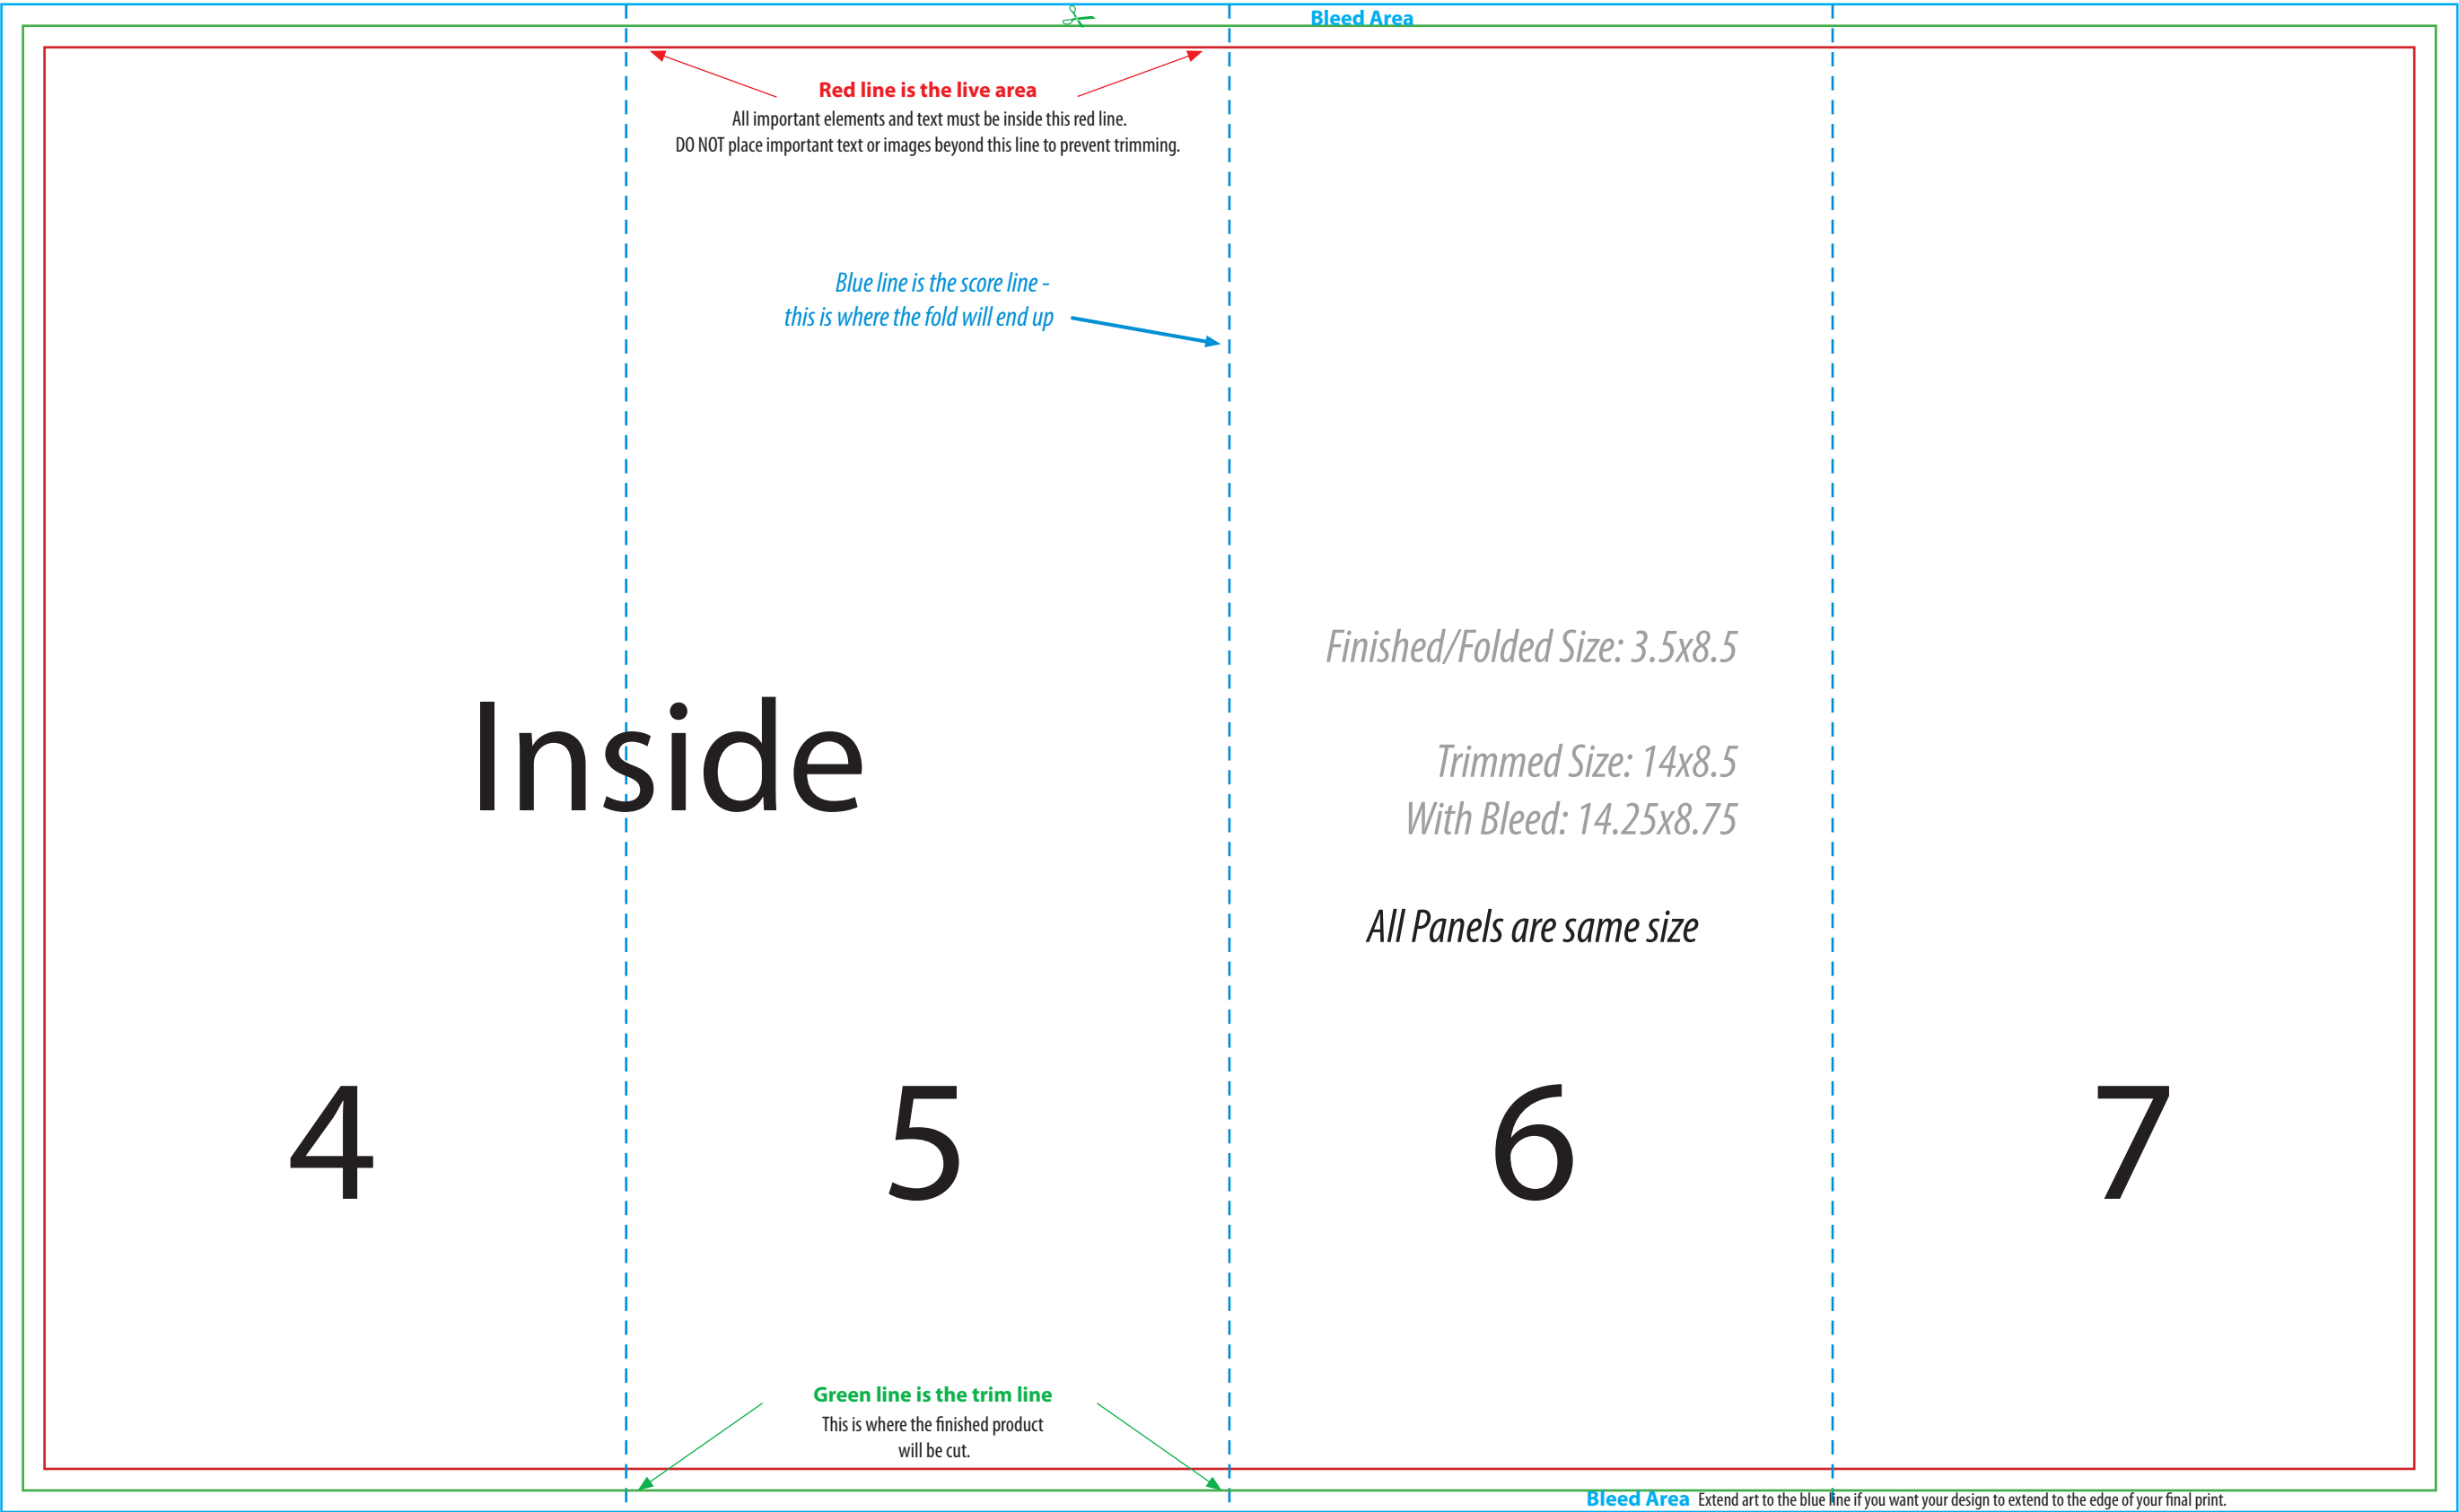 Bleed Area
Red line is the live area
All important elements and text must be inside this red line.
DO NOT place important text or images beyond this line to prevent trimming.
Blue line is the score line -
this is where the fold will end up
Finished/Folded Size: 3.5x8.5
Inside
Trimmed Size: 14x8.5
With Bleed: 14.25x8.75
All Panels are same size
4
5
6
7
Green line is the trim line
This is where the finished product
will be cut.
Bleed Area Extend art to the blue line if you want your design to extend to the edge of your final print.